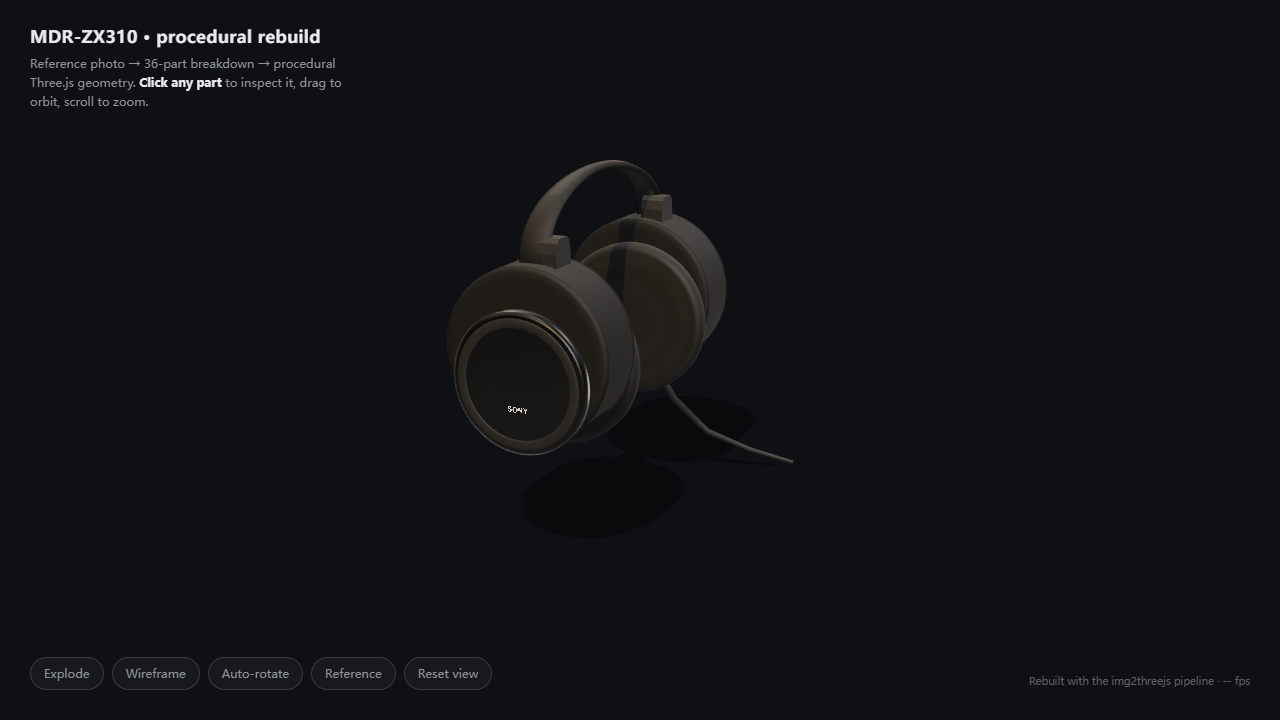 MDR-ZX310 • procedural rebuild
Reference photo → 36-part breakdown → procedural
Three.js geometry. Click any part to inspect it, drag to
orbit, scroll to zoom.
SONY
Explode
Wireframe
Auto-rotate
Reference
Reset view
Rebuilt with the img2threejs pipeline · -- fps